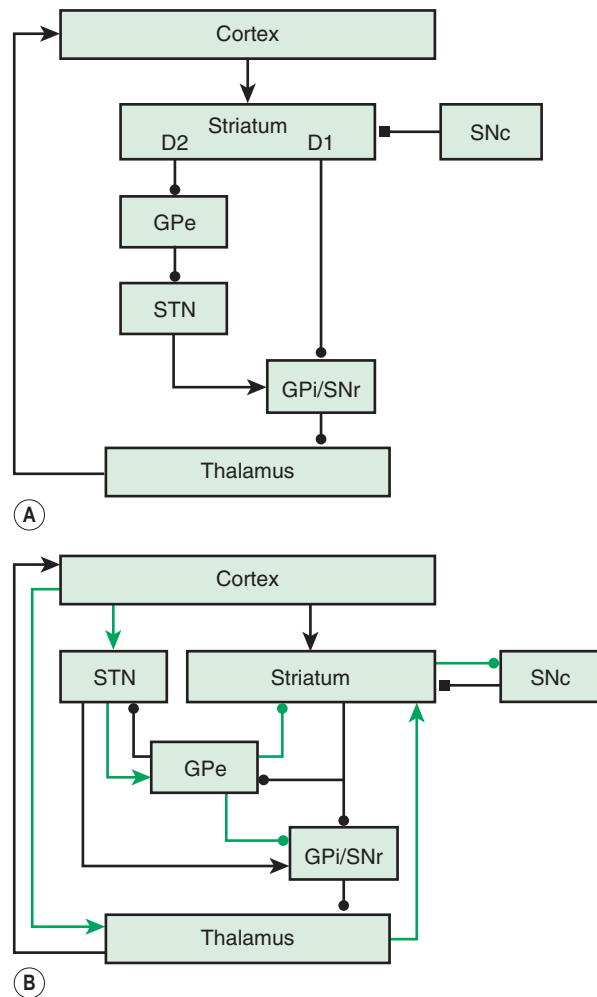 Cortex
Striatum
D2 D1
SNc
GPe
STN
GPi/SNr
Thalamus
A
Cortex
STN
Striatum
SNc
GPe
GPi/SNr
Thalamus
B